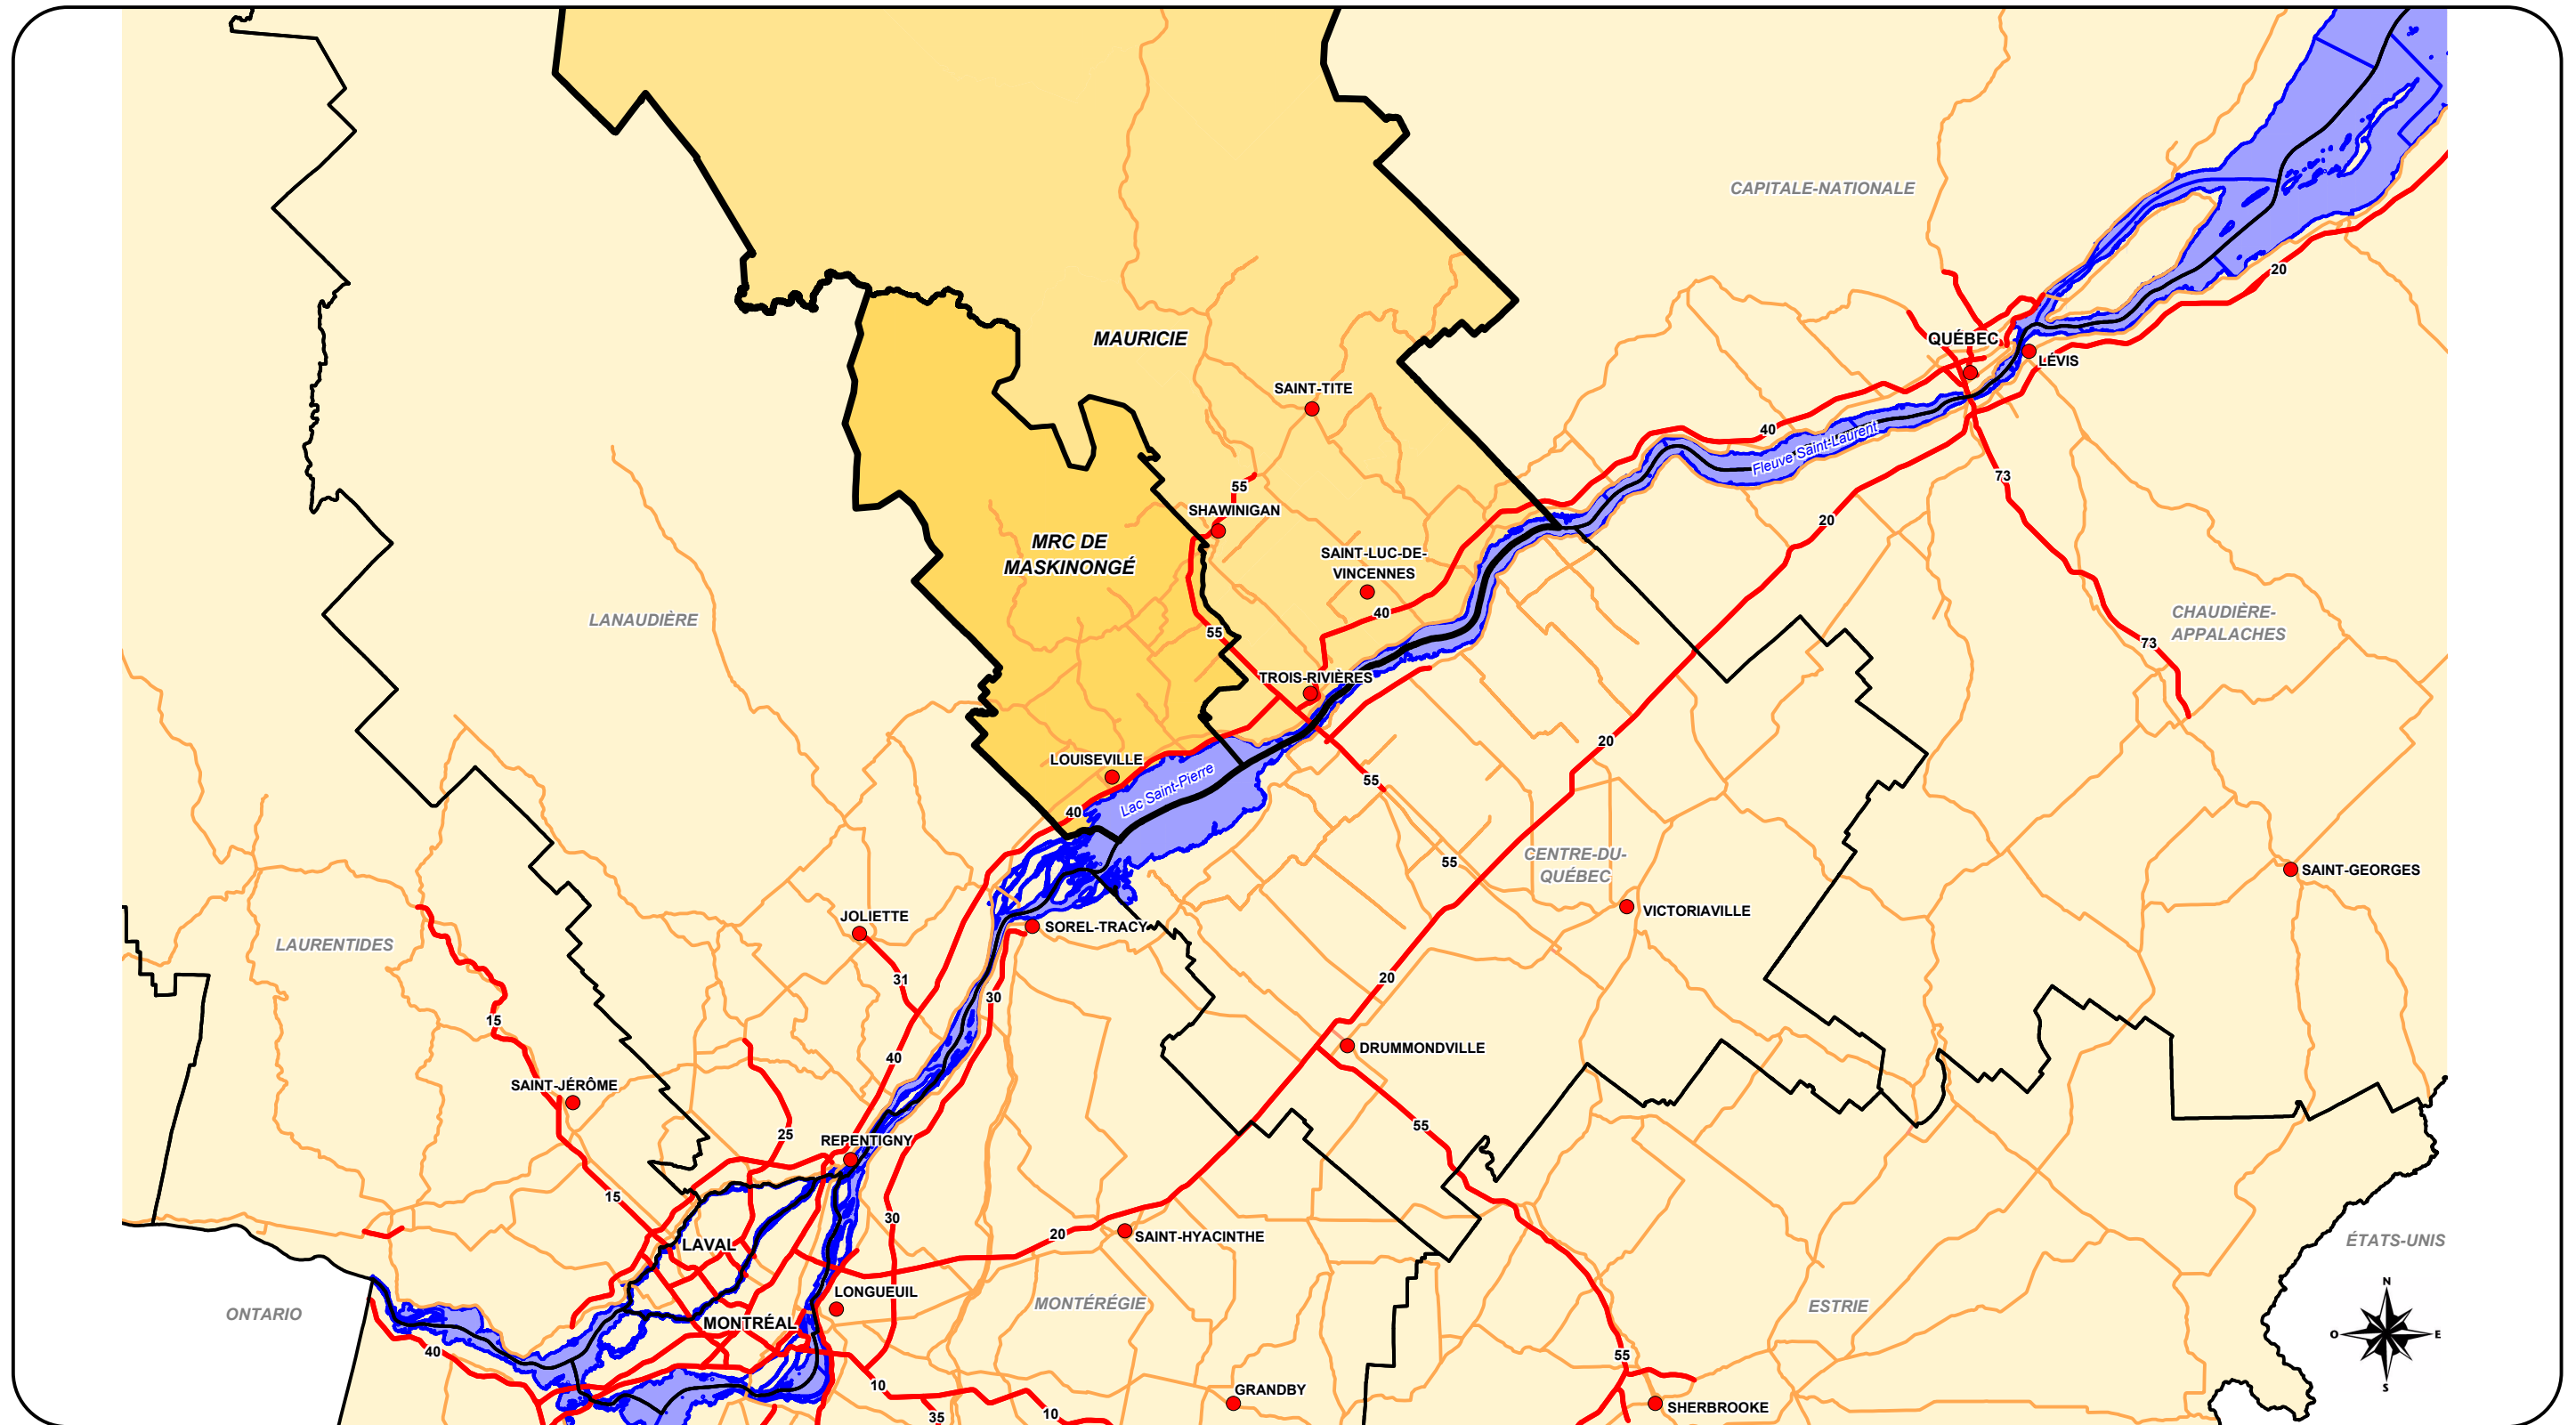 CAPITALE-NATIONALE
20
MAURICIE
QUÉBEC
LÉVIS
SAINT-TITE
40
Fleuve Saint-Laurent
73
55
SHAWINIGAN
20
MRC DE
MASKINONGÉ
SAINT-LUC-DE-
VINCENNES
40
LANAUDIÈRE
55
CHAUDIÈRE-
APPALACHES
73
TROIS-RIVIÈRES
20
LOUISEVILLE
Lac Saint-Pierre
55
40
CENTRE-DU-
QUÉBEC
55
SAINT-GEORGES
VICTORIAVILLE
JOLIETTE
SOREL-TRACY
LAURENTIDES
31
20
30
15
DRUMMONDVILLE
40
SAINT-JÉRÔME
55
25
REPENTIGNY
15
30
20
SAINT-HYACINTHE
LAVAL
ÉTATS-UNIS
N
LONGUEUIL
MONTÉRÉGIE
ESTRIE
ONTARIO
MONTRÉAL
O
E
40
55
S
10
GRANDBY
SHERBROOKE
35
10